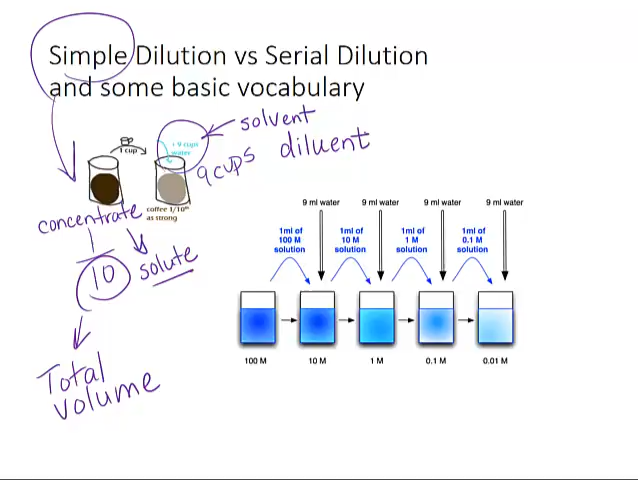 Simple Dilution vs Serial Dilution
and some basic vocabulary
solvent
diluent
+ 9 cups
water
1 cup
9 cups
coffee 1/10th
as strong
concentrate
1
10
solute
Total
volume
9 ml water 9 ml water 9 ml water 9 ml water
1ml of 1ml of 1ml of 1ml of
100 M 10 M 1 M 0.1 M
solution solution solution solution
100 M 10 M 1 M 0.1 M 0.01 M